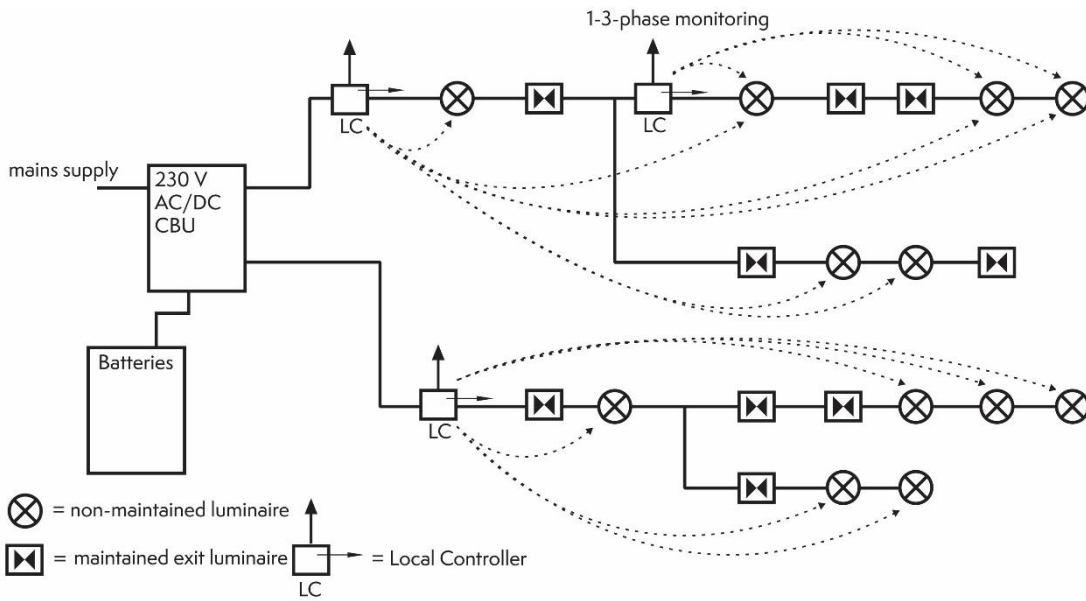 1-3-phase monitoring
LC
LC
mains supply
230 V
AC/DC
CBU
Batteries
LC
= non-maintained luminaire
= maintained exit luminaire
= Local Controller
LC